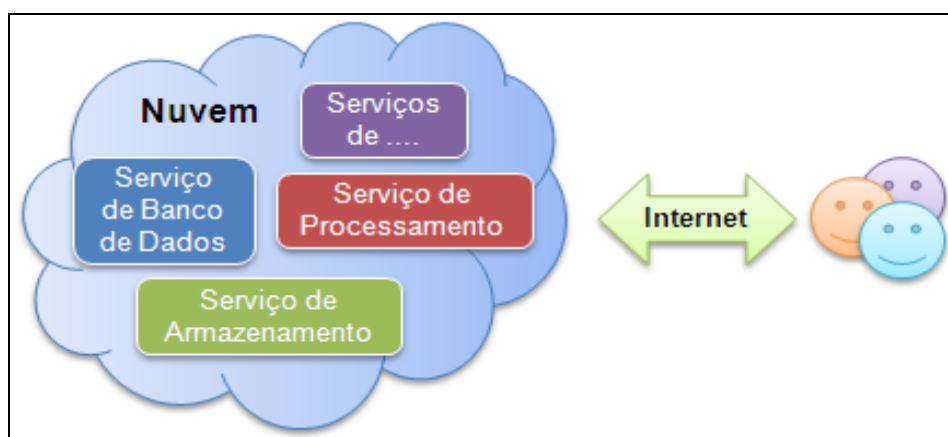 Nuvem
Serviços
de ....
Serviço
de Banco
de Dados
Serviço de
Processamento
Serviço de
Armazenamento
Internet